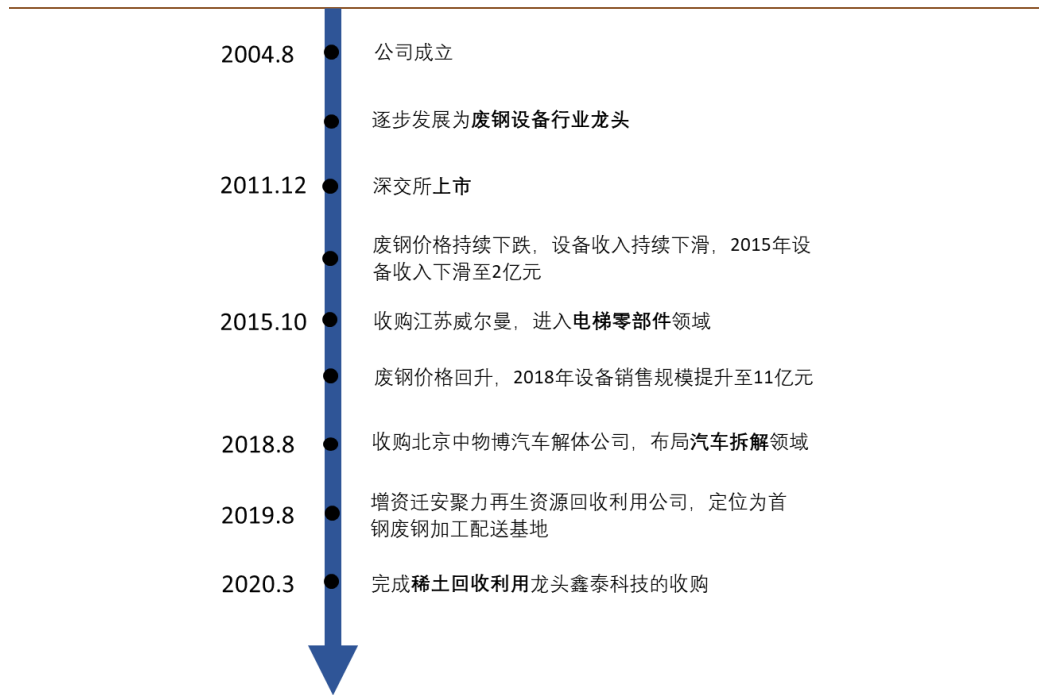 2004.8 公司成立
逐步发展为废钢设备行业龙头
2011.12 深交所上市
废钢价格持续下跌，设备收入持续下滑，2015年设
备收入下滑至2亿元
2015.10 收购江苏威尔曼，进入电梯零部件领域
废钢价格回升，2018年设备销售规模提升至11亿元
2018.8 收购北京中物博汽车解体公司，布局汽车拆解领域
2019.8 增资迁安聚力再生资源回收利用公司，定位为首
钢废钢加工配送基地
2020.3 完成稀土回收利用龙头鑫泰科技的收购